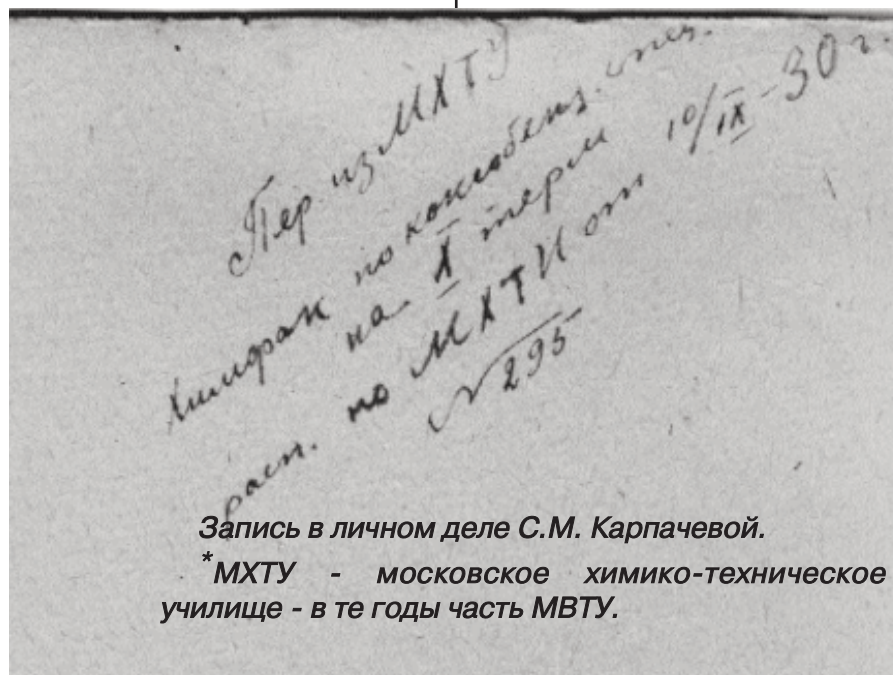 Пер. из МХТУ
Химфак по коксобенз. спец.
на X терм
расп. по МХТИ от 10/IX-30 г.
N 295
Запись в личном деле С.М. Карпачевой.
*МХТУ - московское химико-техническое
училище - в те годы часть МВТУ.